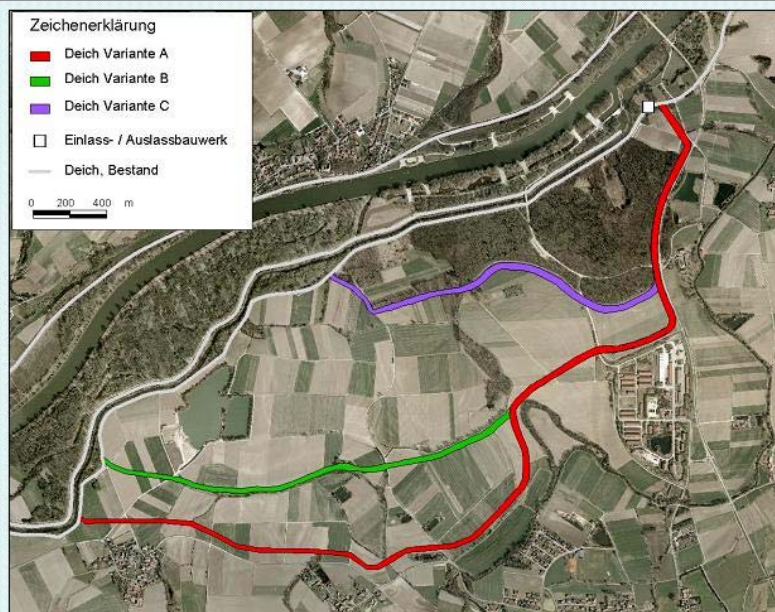 Zeichenerklärung
Deich Variante A
Deich Variante B
Deich Variante C
Einlass- / Auslassbauwerk
Deich, Bestand
0 200 400 m